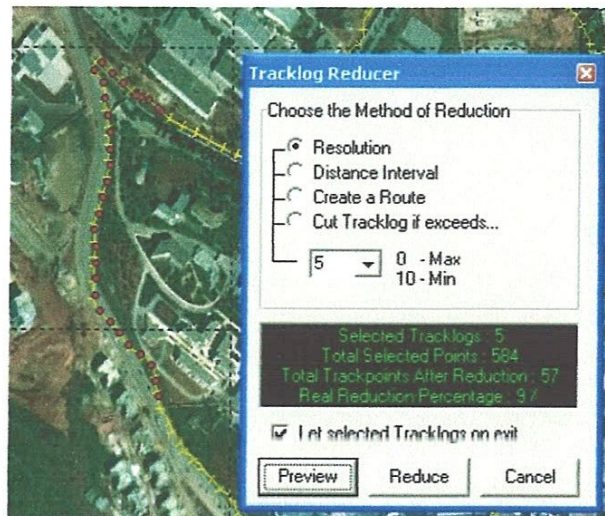 Tracklog Reducer
Choose the Method of Reduction
Resolution
Distance Interval
Create a Route
Cut Tracklog if exceeds...
5
0 - Max
10 - Min
Selected Tracklogs : 5
Total Selected Points : 584
Total Trackpoints After Reduction : 57
Real Reduction Percentage : 9 %
Let selected Tracklogs on exit
Preview
Reduce
Cancel